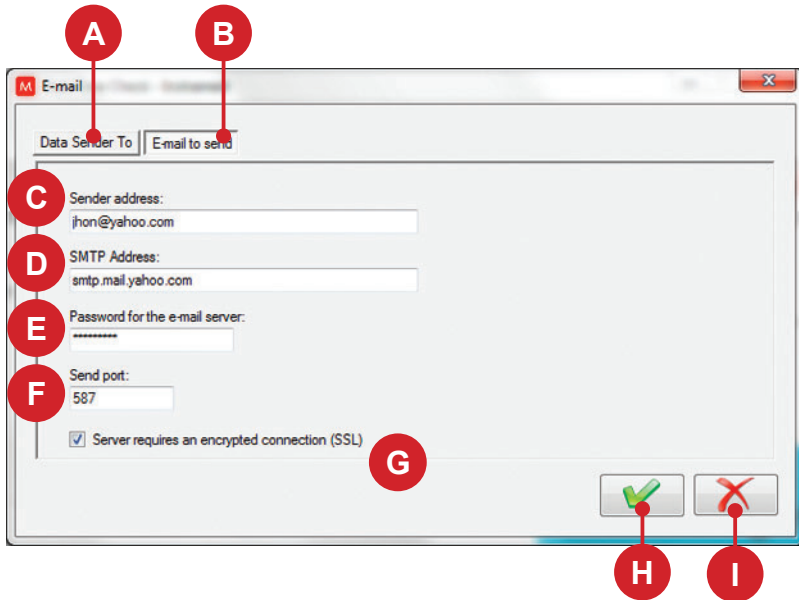 A
B
M E-mail
Data Sender To E-mail to send
C
Sender address:
jhon@yahoo.com
D
SMTP Address:
smtp.mail.yahoo.com
E
Password for the e-mail server:
*********
F
Send port:
587
Server requires an encrypted connection (SSL)
G
H
I